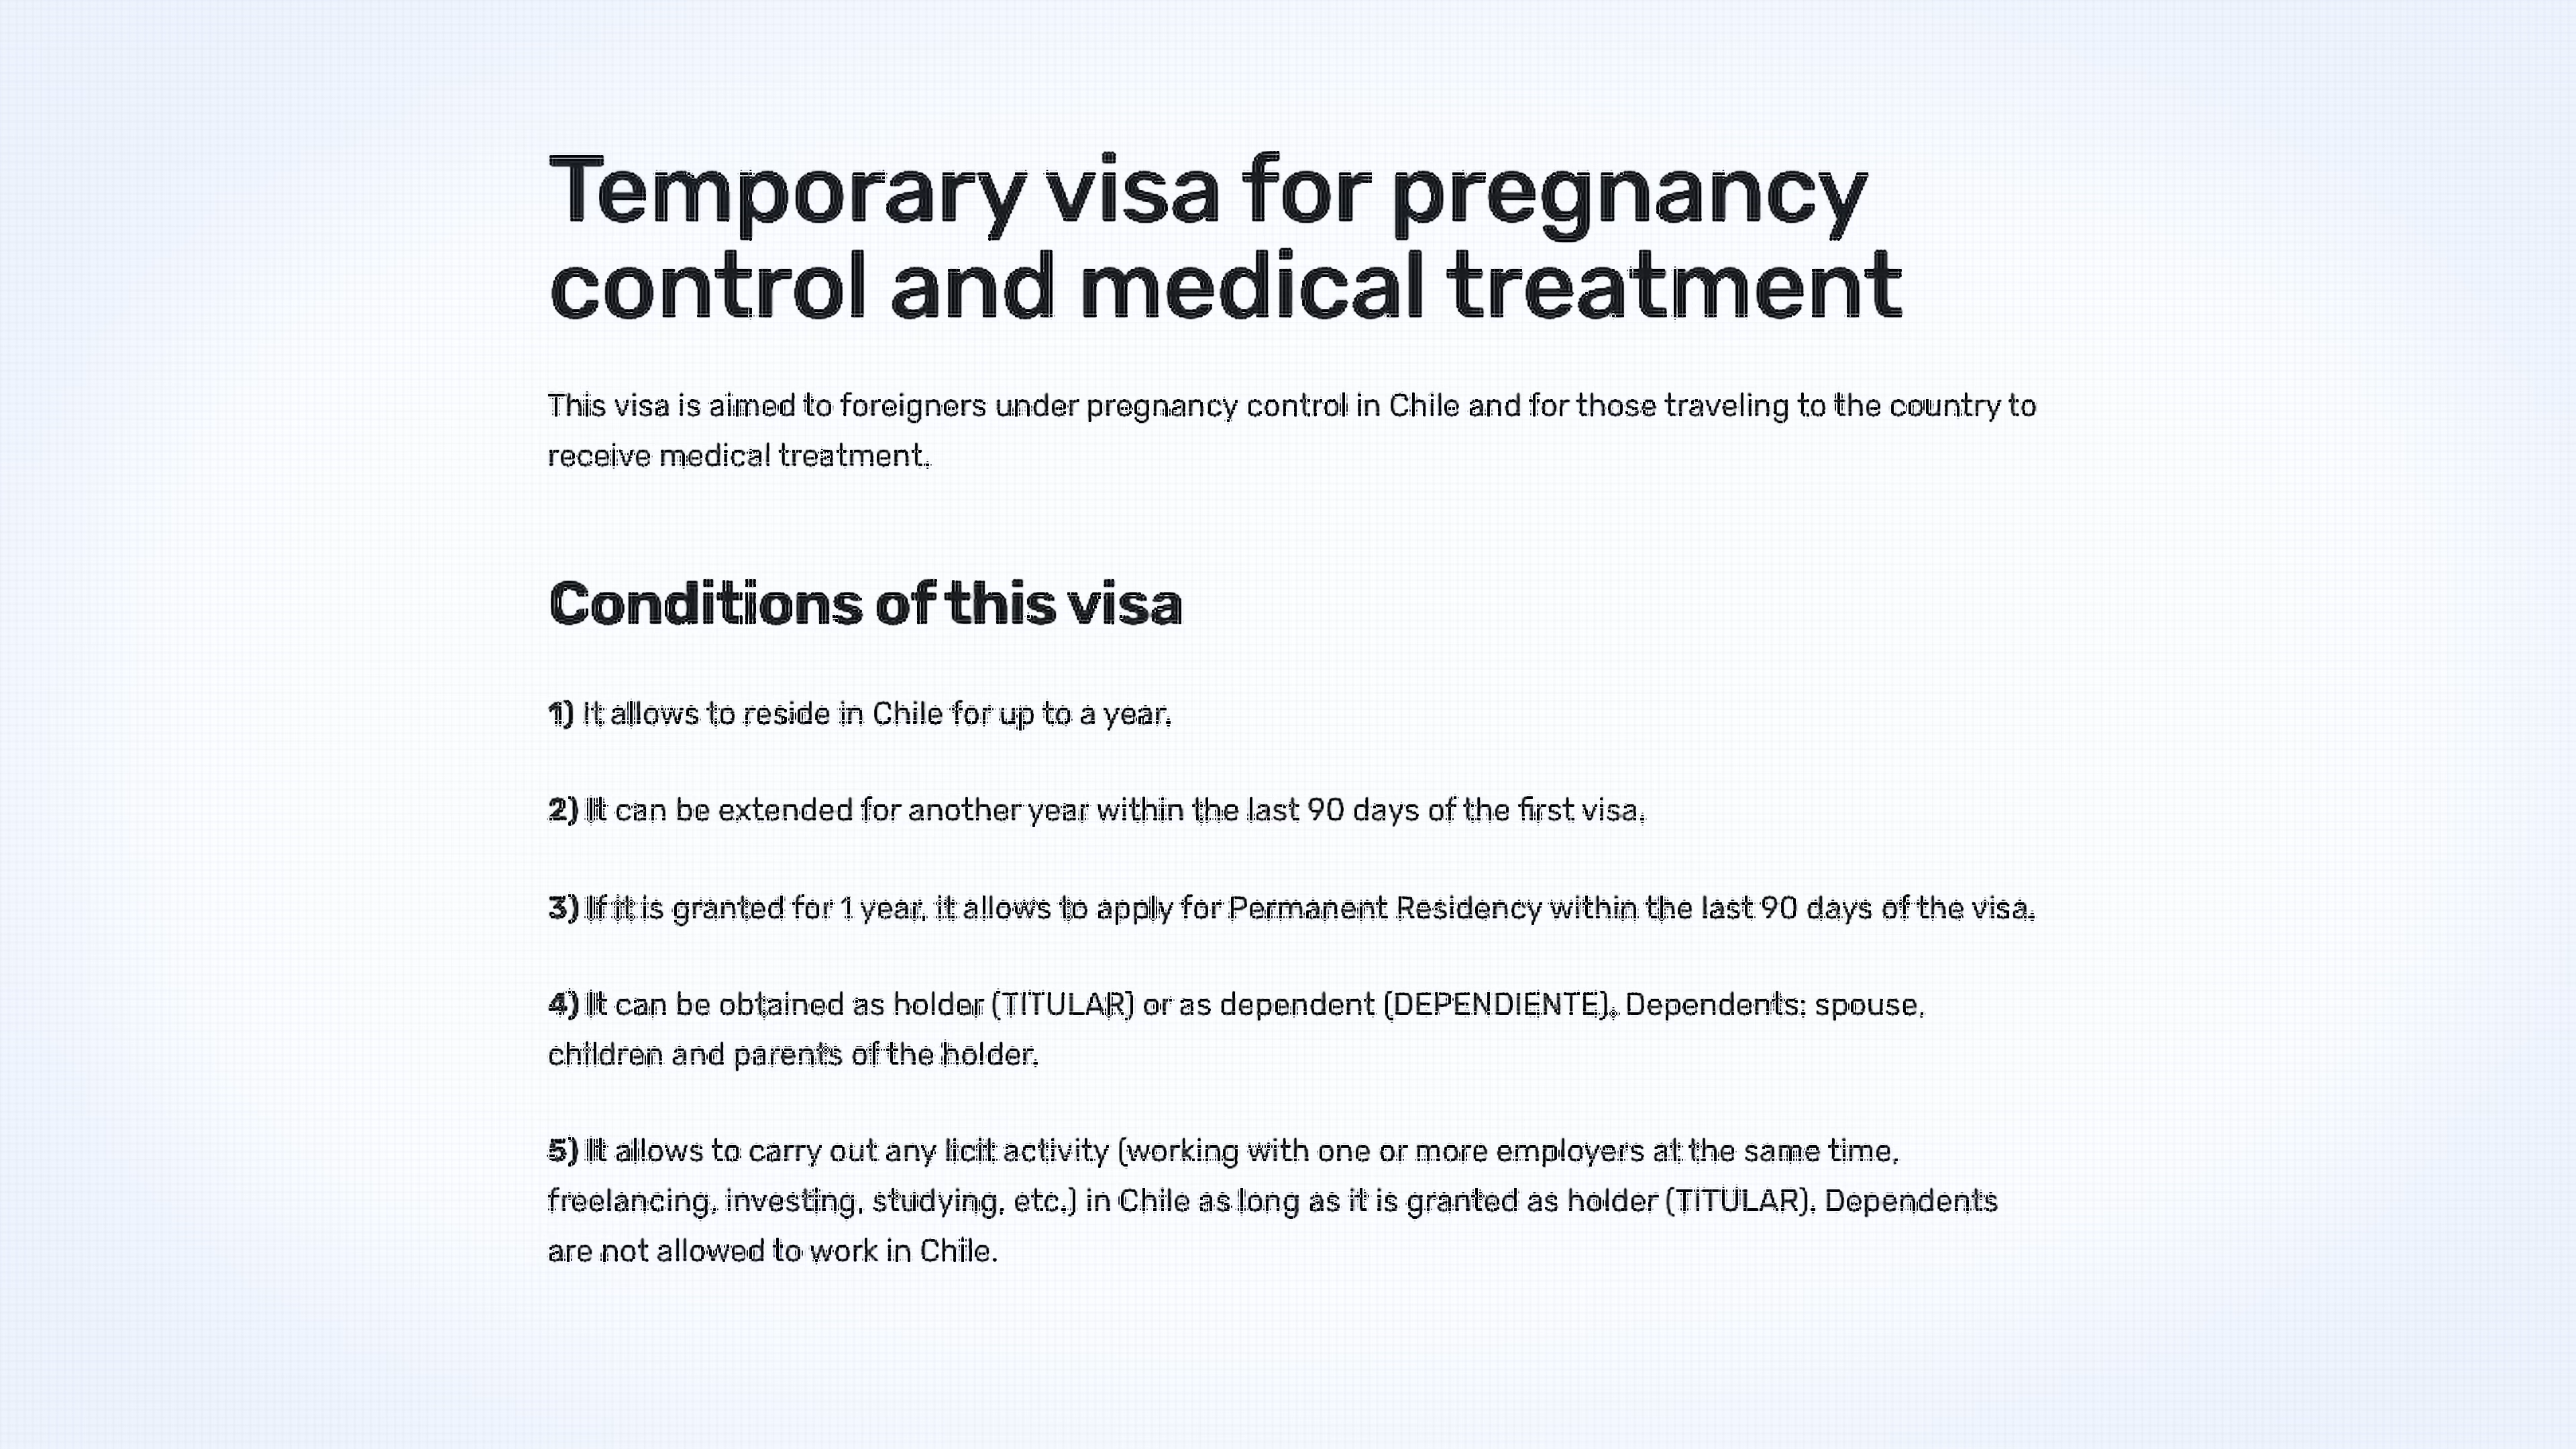 Temporary visa for pregnancy
control and medical treatment
This visa is aimed to foreigners under pregnancy control in Chile and for those traveling to the country to
receive medical treatment.
Conditions of this visa
1) It allows to reside in Chile for up to a year.
2) It can be extended for another year within the last 90 days of the first visa.
3) If it is granted for 1 year, it allows to apply for Permanent Residency within the last 90 days of the visa.
4) It can be obtained as holder (TITULAR) or as dependent (DEPENDIENTE). Dependents: spouse,
children and parents of the holder.
5) It allows to carry out any licit activity (working with one or more employers at the same time,
freelancing, investing, studying, etc.) in Chile as long as it is granted as holder (TITULAR). Dependents
are not allowed to work in Chile.